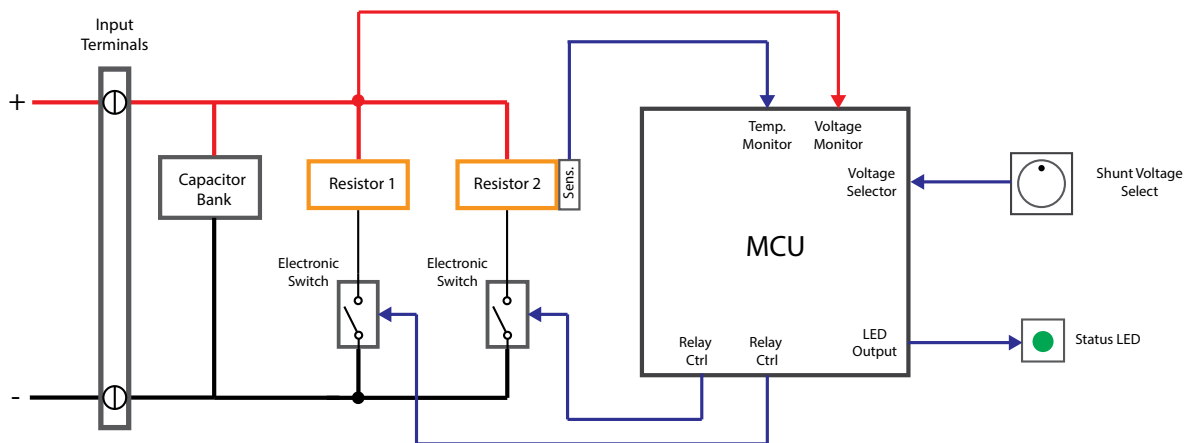 Input
Terminals
+
-
Capacitor
Bank
Resistor 1
Resistor 2
Sens.
Electronic
Switch
Electronic
Switch
Temp.
Monitor
Voltage
Monitor
Voltage
Selector
MCU
Relay
Ctrl
Relay
Ctrl
LED
Output
Shunt Voltage
Select
Status LED